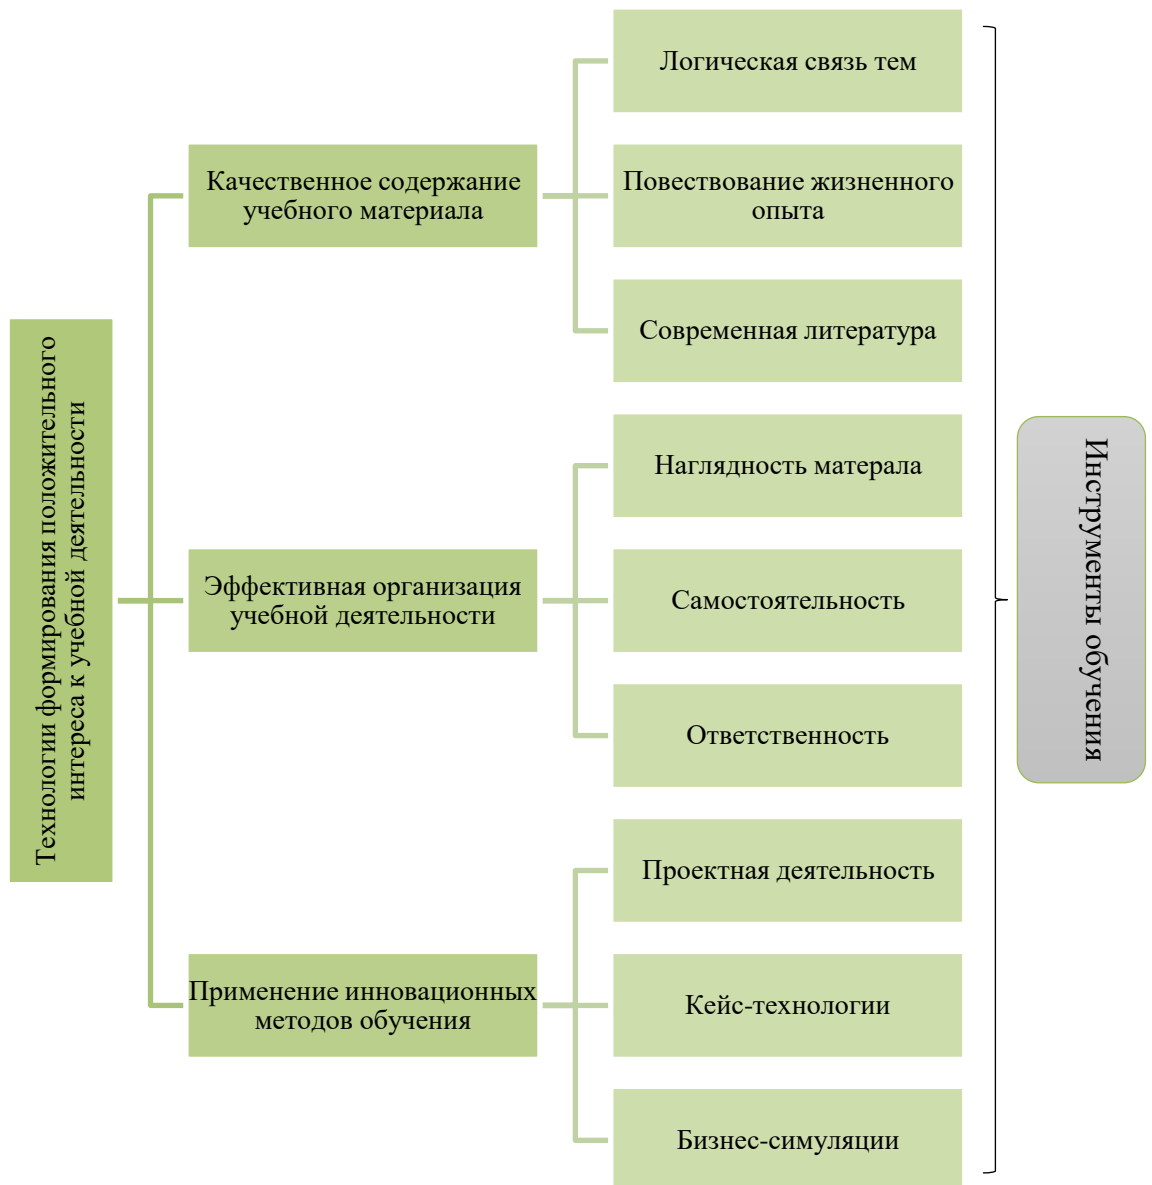 Технологии формирования положительного
интереса к учебной деятельности
Качественное содержание
учебного материала
Логическая связь тем
Повествование жизненного
опыта
Современная литература
Эффективная организация
учебной деятельности
Наглядность матерала
Самостоятельность
Ответственность
Применение инновационных
методов обучения
Проектная деятельность
Кейс-технологии
Бизнес-симуляции
Инструменты обучения